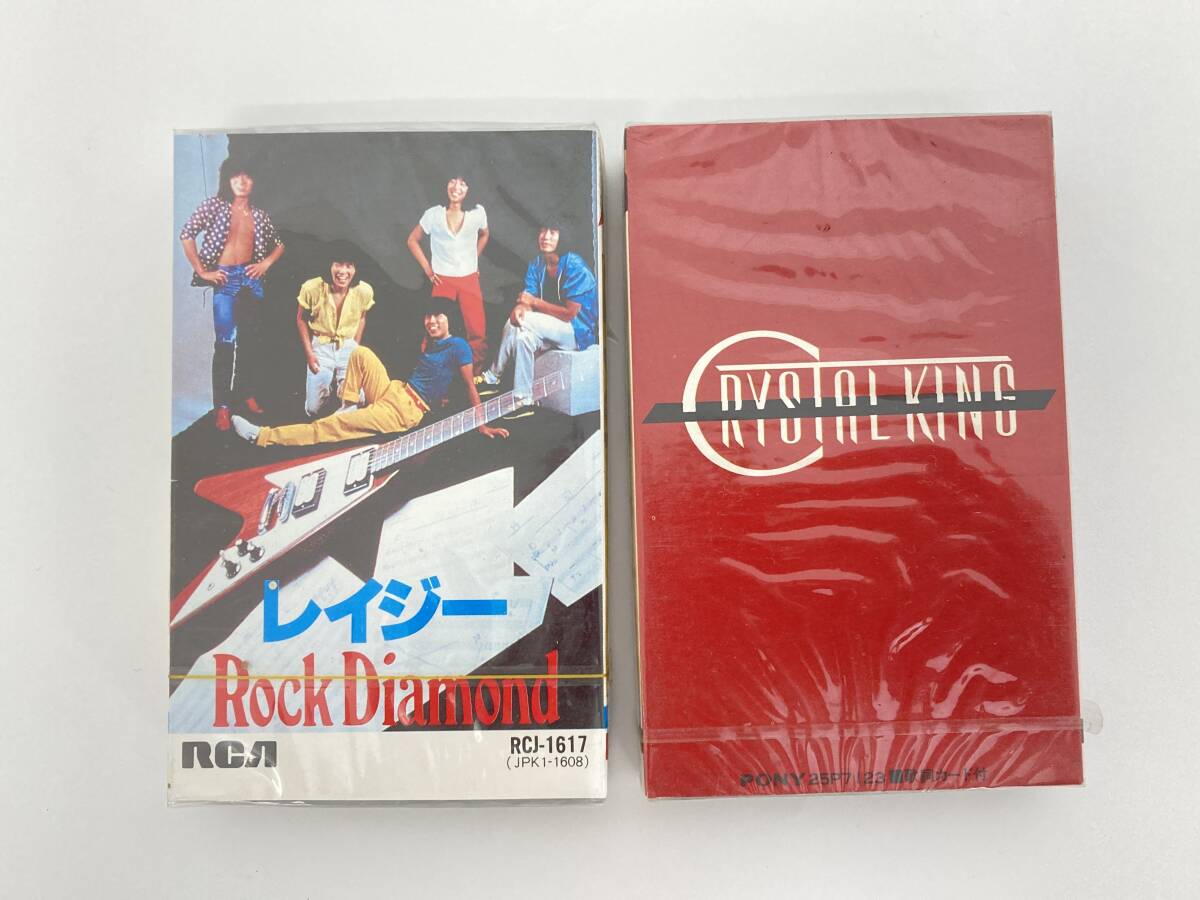 レイジー
Rock Diamond
RCA
RCJ-1617
(JPK1-1608)
CRYSTAL KING
PONY 25P7123 歌詞カード付